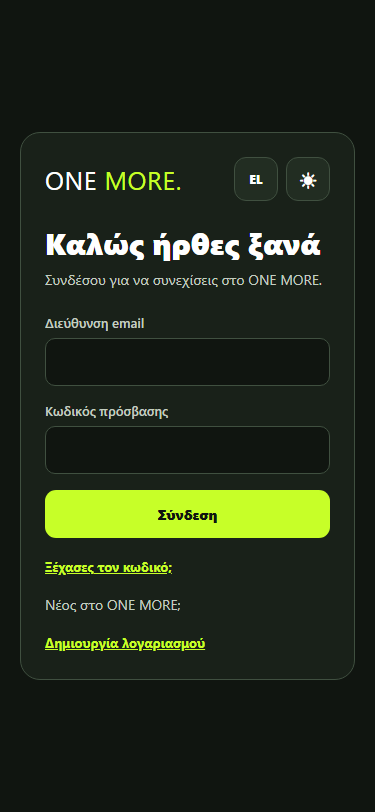 ONE MORE.
EL
Καλώς ήρθες ξανά
Συνδέσου για να συνεχίσεις στο ONE MORE.
Διεύθυνση email
Κωδικός πρόσβασης
Σύνδεση
Ξέχασες τον κωδικό;
Νέος στο ONE MORE;
Δημιουργία λογαριασμού